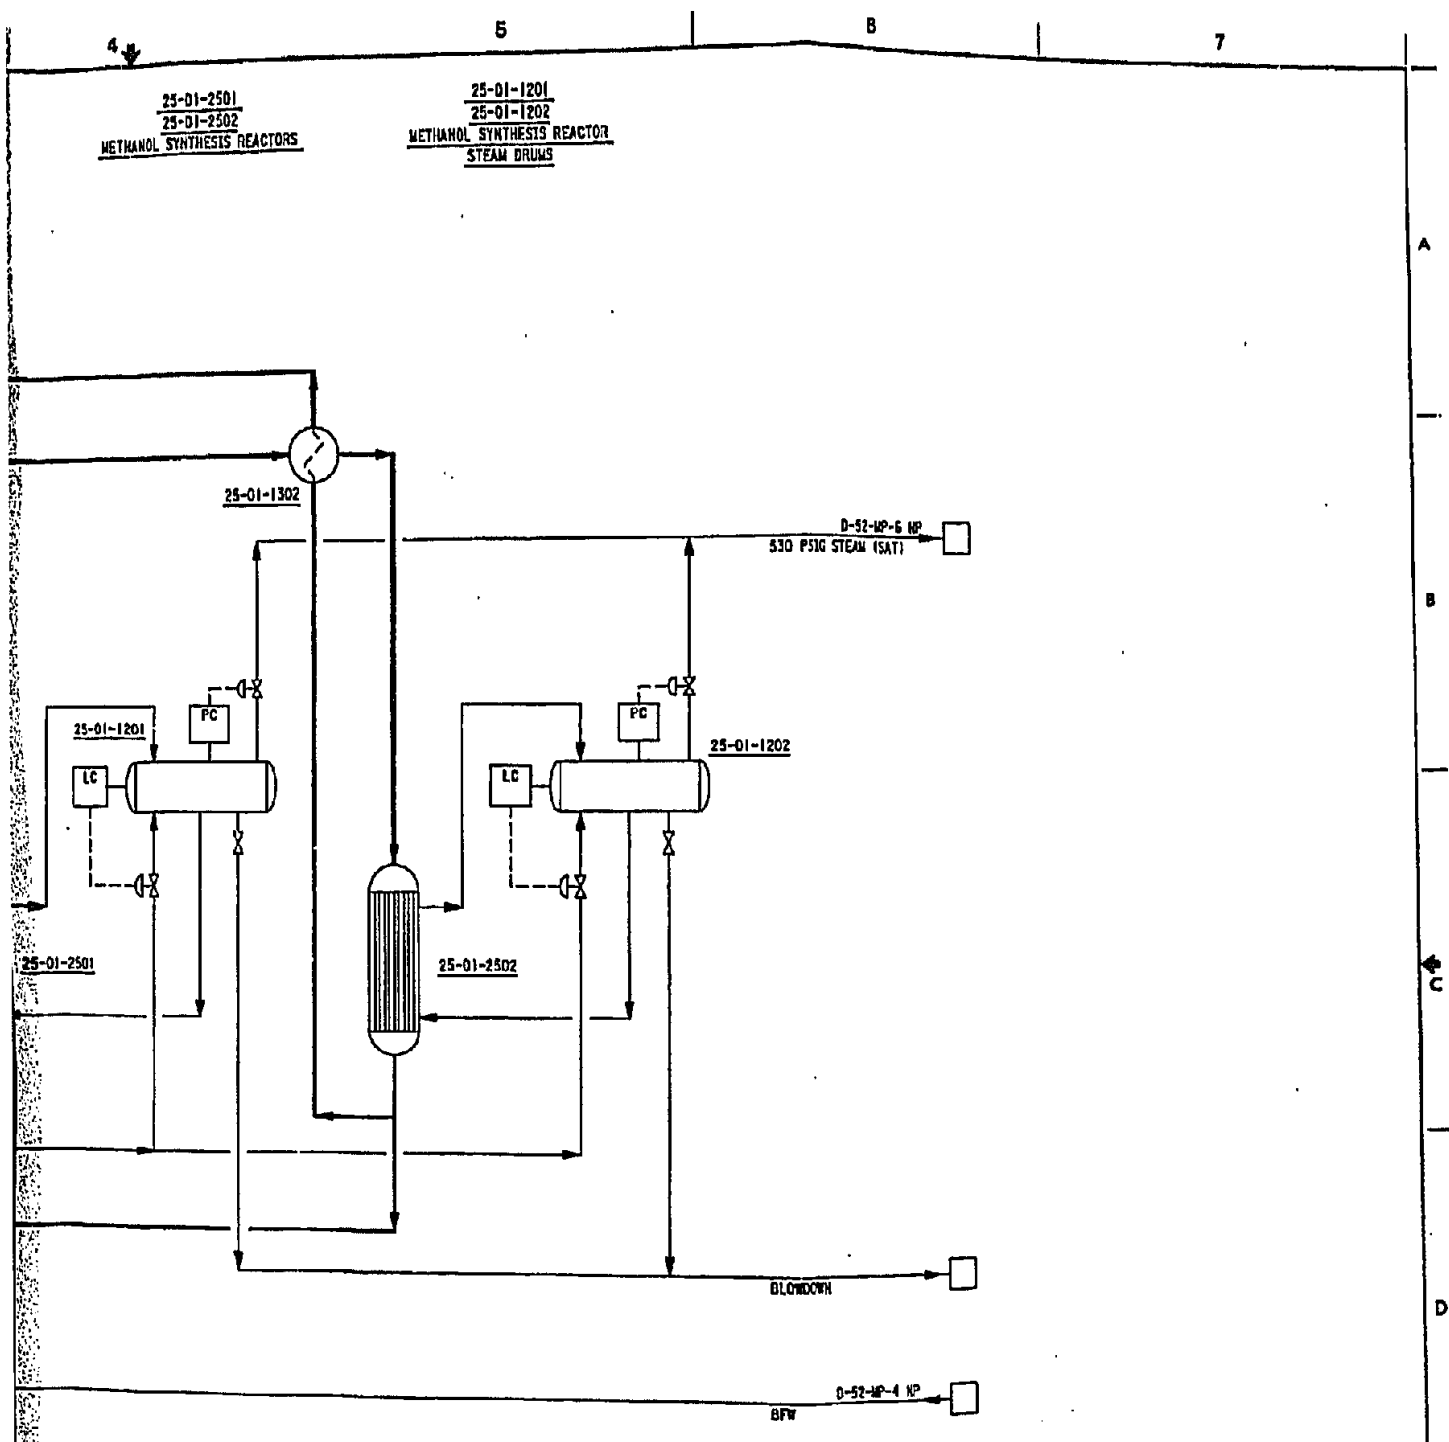 4
5
B
7
25-01-2501
25-01-2502
METHANOL SYNTHESIS REACTORS
25-01-1201
25-01-1202
METHANOL SYNTHESIS REACTOR
STEAM DRUMS
A
25-01-1302
D-52-MP-6 NP
530 PSIG STEAM (SAT)
B
PC
25-01-1201
LC
PC
25-01-1202
LC
25-01-2501
25-01-2502
C
BLOWDOWN
D
D-52-MP-4 NP
BFW